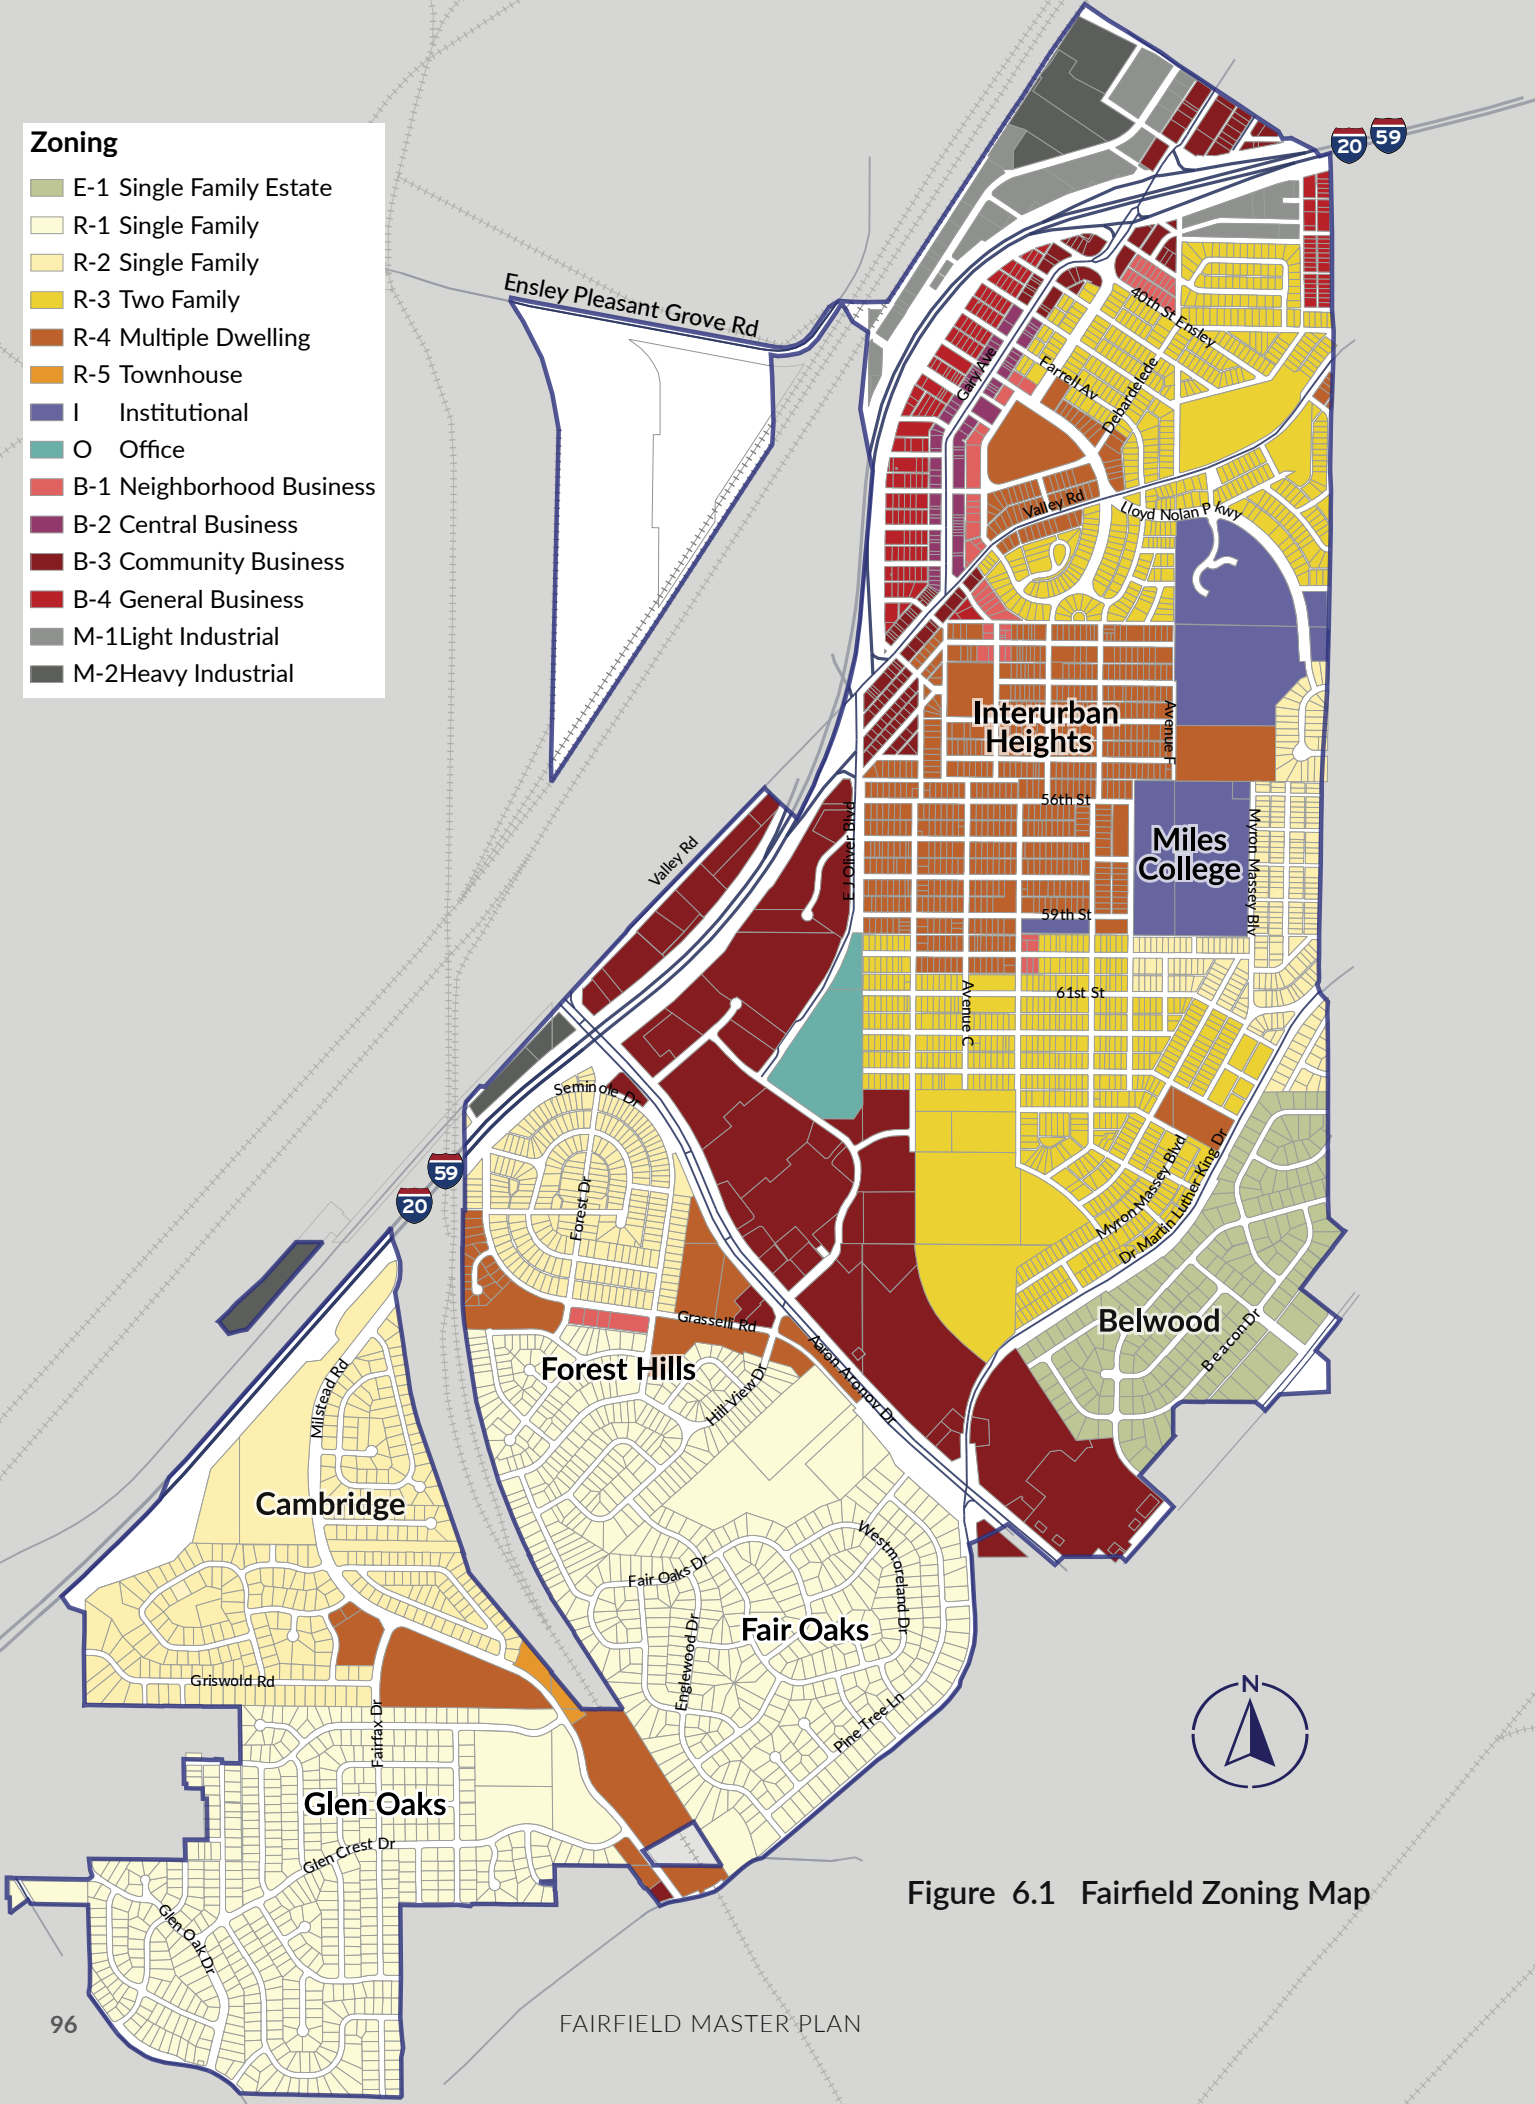 20
59
Zoning
E-1 Single Family Estate
R-1 Single Family
R-2 Single Family
R-3 Two Family
R-4 Multiple Dwelling
R-5 Townhouse
I Institutional
O Office
B-1 Neighborhood Business
B-2 Central Business
B-3 Community Business
B-4 General Business
M-1 Light Industrial
M-2 Heavy Industrial
Ensley Pleasant Grove Rd
40th St Ensley
Gary Ave
Farrell Av
Debardelede
Valley Rd
Lloyd Nolan Pkwy
Interurban
Heights
Avenue F
56th St
E J Oliver Blvd
Miles
College
Myron Massey Blv
Valley Rd
59th St
Avenue C
61st St
Seminole Dr
59
20
Forest Dr
Myron Massey Blvd
Dr Martin Luther King Dr
Grasselli Rd
Belwood
Beacon Dr
Forest Hills
Hill View Dr
Aaron Aronov Dr
Milstead Rd
Cambridge
Westmoreland Dr
Fair Oaks Dr
Fair Oaks
Englewood Dr
Griswold Rd
Fairfax Dr
Pine Tree Ln
N
Glen Oaks
Glen Crest Dr
Glen Oak Dr
Figure 6.1 Fairfield Zoning Map
96
FAIRFIELD MASTER PLAN